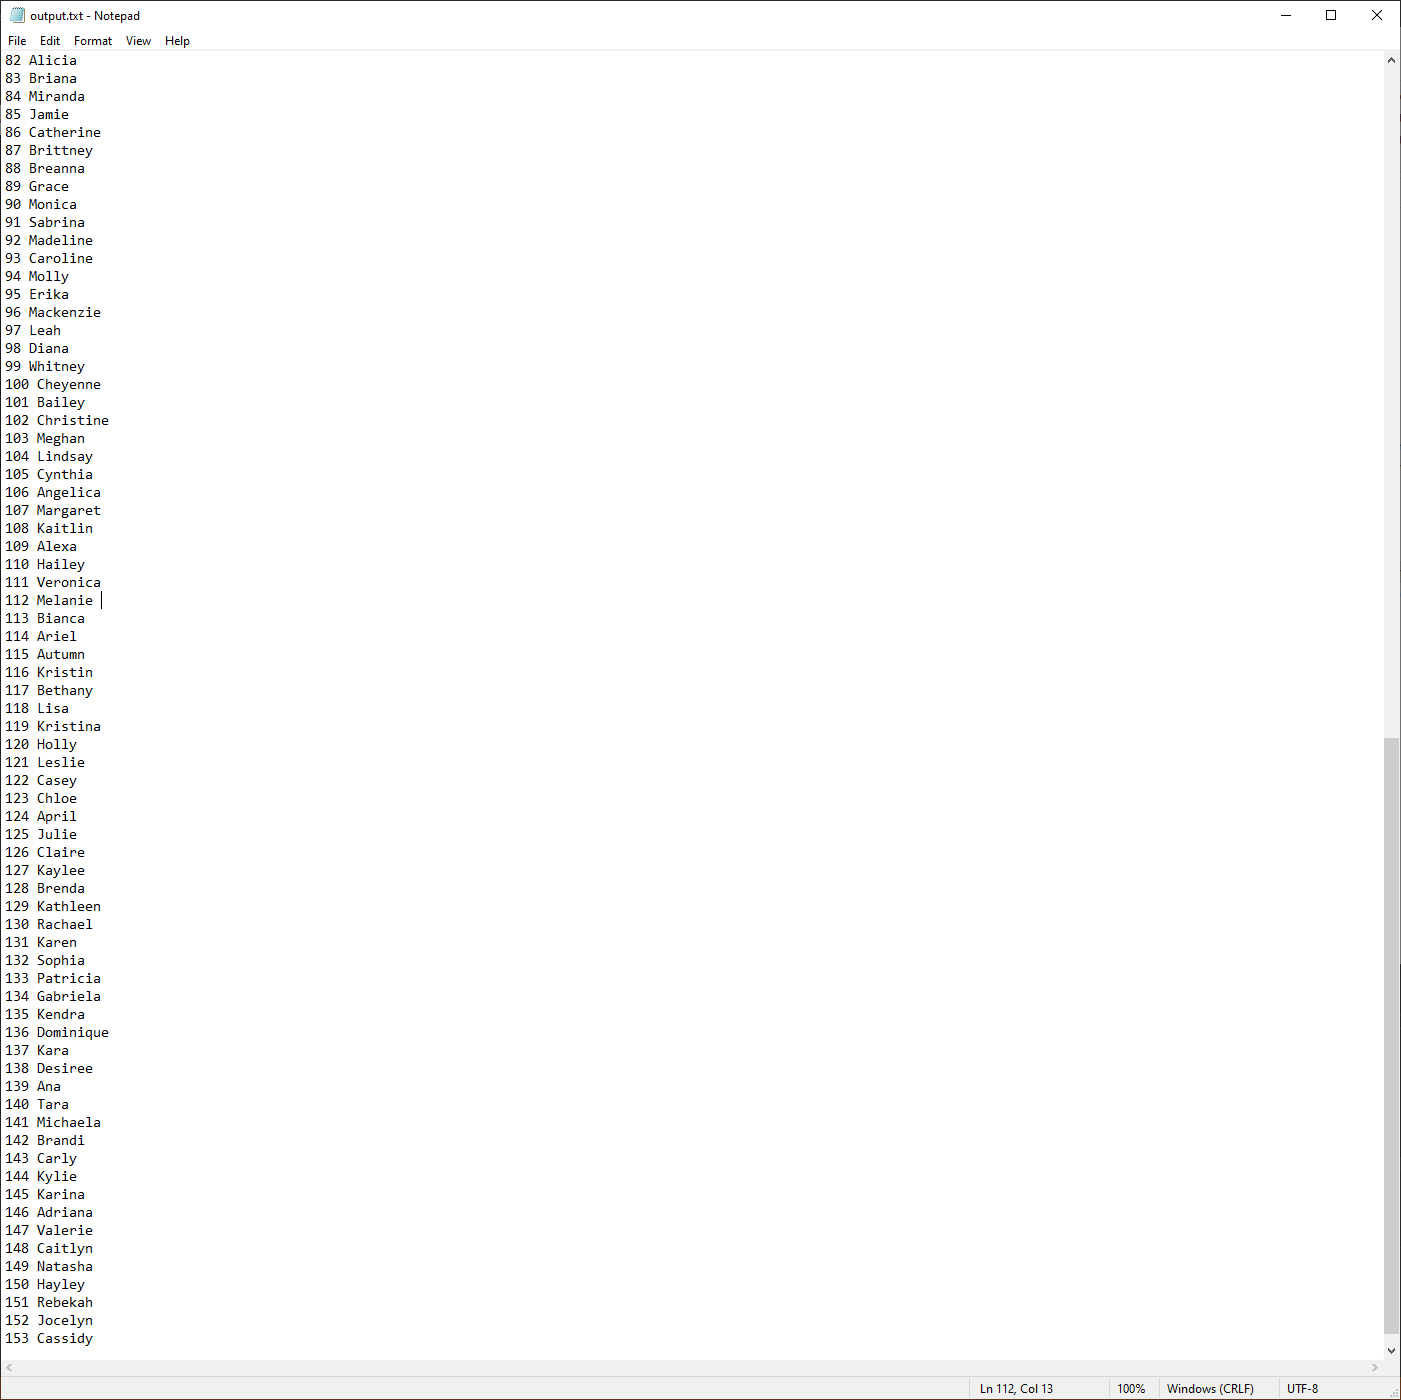 output.txt - Notepad
File Edit Format View Help
82 Alicia
83 Briana
84 Miranda
85 Jamie
86 Catherine
87 Brittney
88 Breanna
89 Grace
90 Monica
91 Sabrina
92 Madeline
93 Caroline
94 Molly
95 Erika
96 Mackenzie
97 Leah
98 Diana
99 Whitney
100 Cheyenne
101 Bailey
102 Christine
103 Meghan
104 Lindsay
105 Cynthia
106 Angelica
107 Margaret
108 Kaitlin
109 Alexa
110 Hailey
111 Veronica
112 Melanie
113 Bianca
114 Ariel
115 Autumn
116 Kristin
117 Bethany
118 Lisa
119 Kristina
120 Holly
121 Leslie
122 Casey
123 Chloe
124 April
125 Julie
126 Claire
127 Kaylee
128 Brenda
129 Kathleen
130 Rachael
131 Karen
132 Sophia
133 Patricia
134 Gabriela
135 Kendra
136 Dominique
137 Kara
138 Desiree
139 Ana
140 Tara
141 Michaela
142 Brandi
143 Carly
144 Kylie
145 Karina
146 Adriana
147 Valerie
148 Caitlyn
149 Natasha
150 Hayley
151 Rebekah
152 Jocelyn
153 Cassidy
Ln 112, Col 13 100% Windows (CRLF) UTF-8